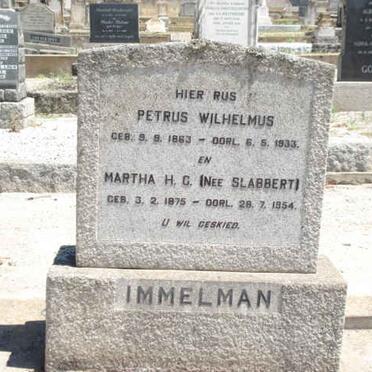 HIER RUS
PETRUS WILHELMUS
GEB. 9. 9. 1863 - OORL. 6. 5. 1933.
EN
MARTHA H. C. (NEE SLABBERT)
GEB. 3. 2. 1875 - OORL. 28. 7. 1954.
U WIL GESKIED.
IMMELMAN